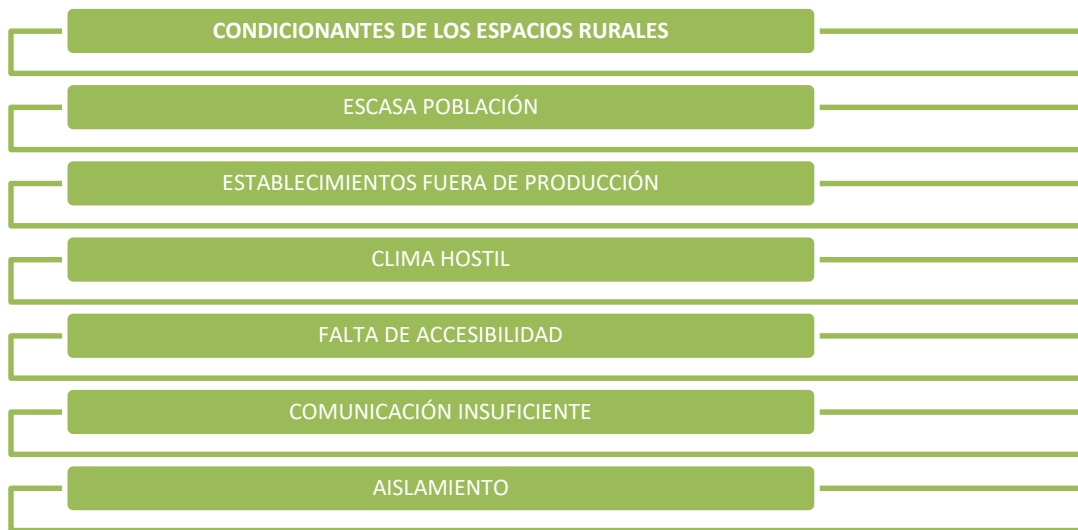 CONDICIONANTES DE LOS ESPACIOS RURALES
ESCASA POBLACIÓN
ESTABLECIMIENTOS FUERA DE PRODUCCIÓN
CLIMA HOSTIL
FALTA DE ACCESIBILIDAD
COMUNICACIÓN INSUFICIENTE
AISLAMIENTO